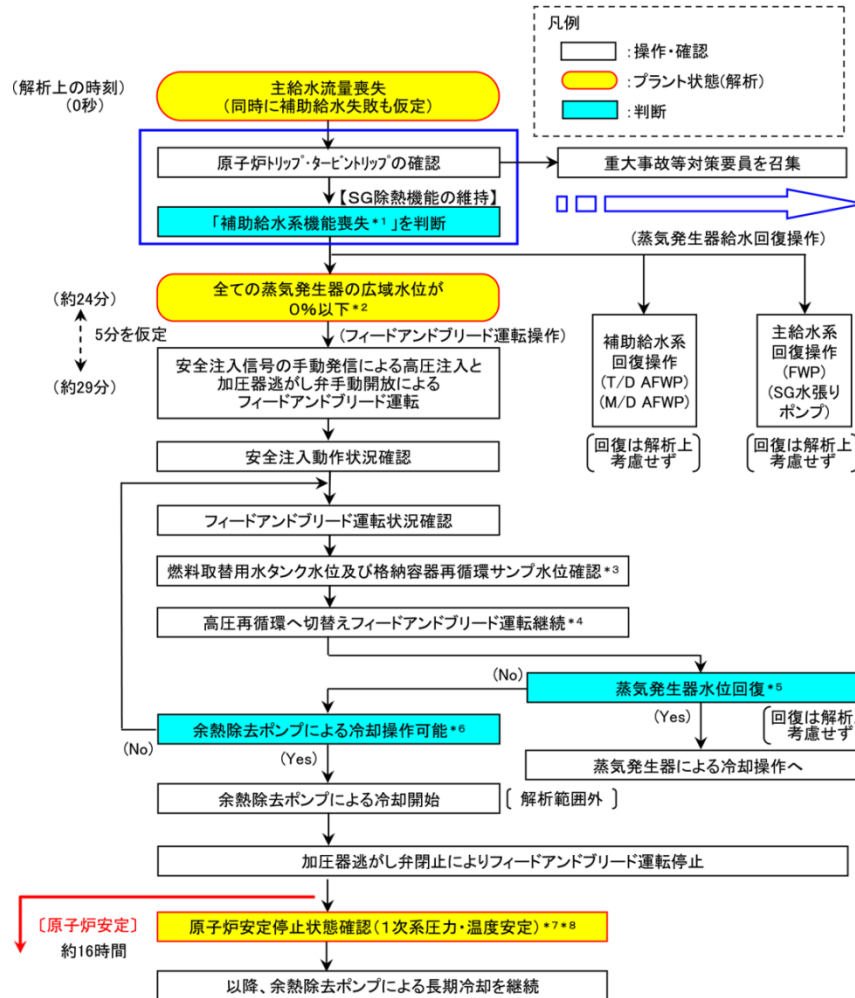 凡例
：操作・確認
：プラント状態(解析)
：判断
(解析上の時刻)
(0秒)
主給水流量喪失
(同時に補助給水失敗も仮定)
原子炉トリップ・タービントリップの確認
重大事故等対策要員を召集
【SG除熱機能の維持】
「補助給水系機能喪失*1」を判断
(蒸気発生器給水回復操作)
(約24分)
全ての蒸気発生器の広域水位が
0%以下*2
5分を仮定
(フィードアンドブリード運転操作)
(約29分)
安全注入信号の手動発信による高圧注入と
加圧器逃がし弁手動開放による
フィードアンドブリード運転
補助給水系
回復操作
(T/D AFWP)
(M/D AFWP)
回復は解析上
考慮せず
主給水系
回復操作
(FWP)
(SG水張り
ポンプ)
回復は解析上
考慮せず
安全注入動作状況確認
フィードアンドブリード運転状況確認
燃料取替用水タンク水位及び格納容器再循環サンプ水位確認*3
高圧再循環へ切替えフィードアンドブリード運転継続*4
(No)
蒸気発生器水位回復*5
(Yes)
回復は解析上
考慮せず
余熱除去ポンプによる冷却操作可能*6
(No)
(Yes)
蒸気発生器による冷却操作へ
余熱除去ポンプによる冷却開始
〔 解析範囲外 〕
加圧器逃がし弁閉止によりフィードアンドブリード運転停止
〔原子炉安定〕
約16時間
原子炉安定停止状態確認(1次系圧力・温度安定)*7*8
以降、余熱除去ポンプによる長期冷却を継続